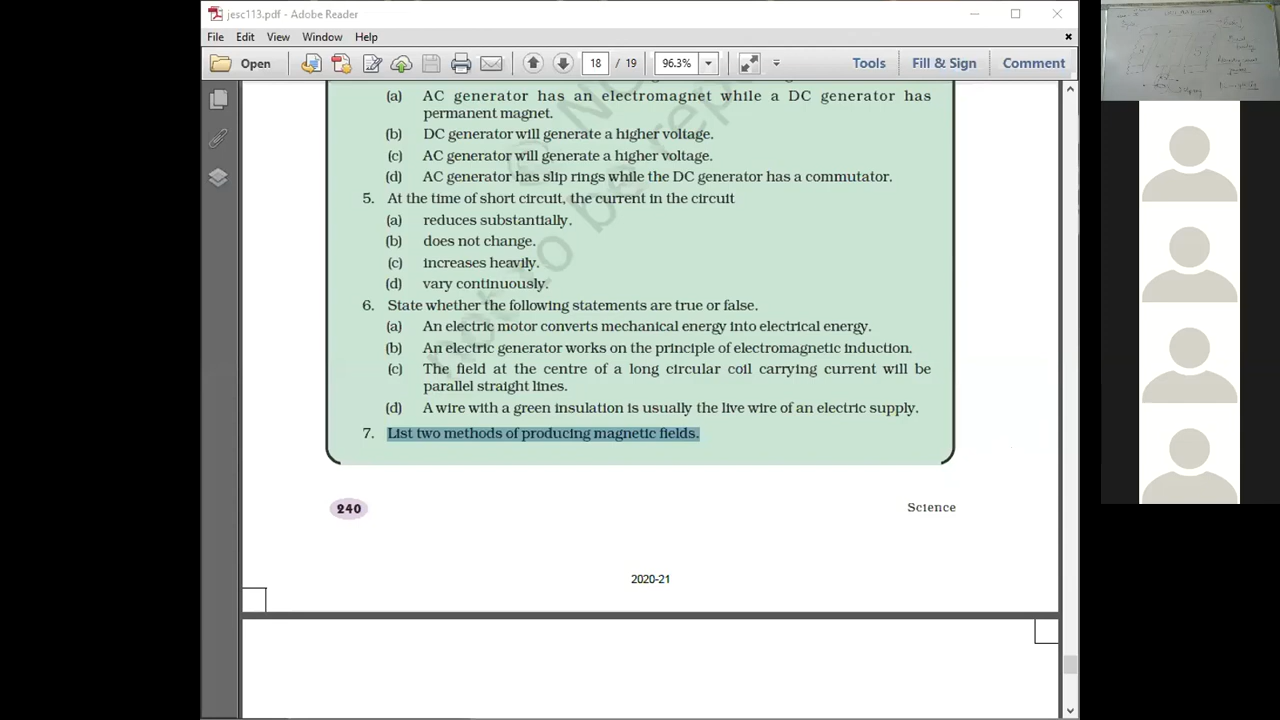 jesc113.pdf - Adobe Reader
File Edit View Window Help
Open 18 / 19 96.3% Tools Fill & Sign Comment
(a) AC generator has an electromagnet while a DC generator has
permanent magnet.
(b) DC generator will generate a higher voltage.
(c) AC generator will generate a higher voltage.
(d) AC generator has slip rings while the DC generator has a commutator.
5. At the time of short circuit, the current in the circuit
(a) reduces substantially.
(b) does not change.
(c) increases heavily.
(d) vary continuously.
6. State whether the following statements are true or false.
(a) An electric motor converts mechanical energy into electrical energy.
(b) An electric generator works on the principle of electromagnetic induction.
(c) The field at the centre of a long circular coil carrying current will be
parallel straight lines.
(d) A wire with a green insulation is usually the live wire of an electric supply.
7. List two methods of producing magnetic fields.
240
Science
2020-21
not to be rep